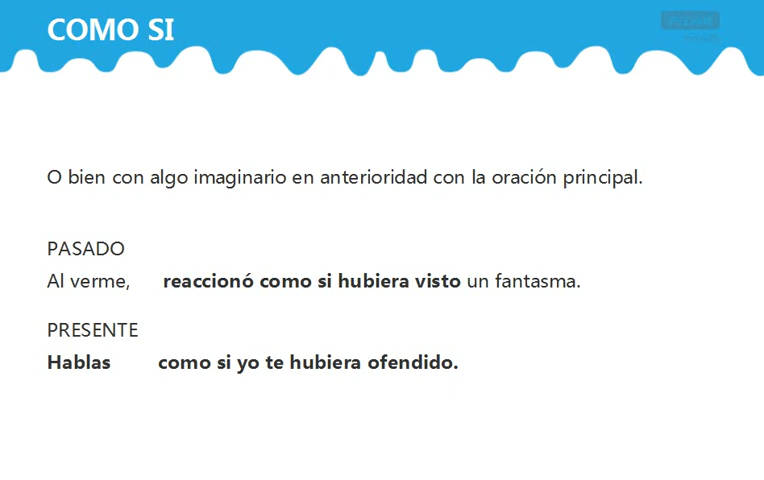 COMO SI
O bien con algo imaginario en anterioridad con la oración principal.
PASADO
Al verme, reaccionó como si hubiera visto un fantasma.
PRESENTE
Hablas como si yo te hubiera ofendido.